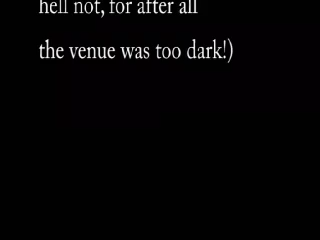 hell not, for after all
the venue was too dark!)